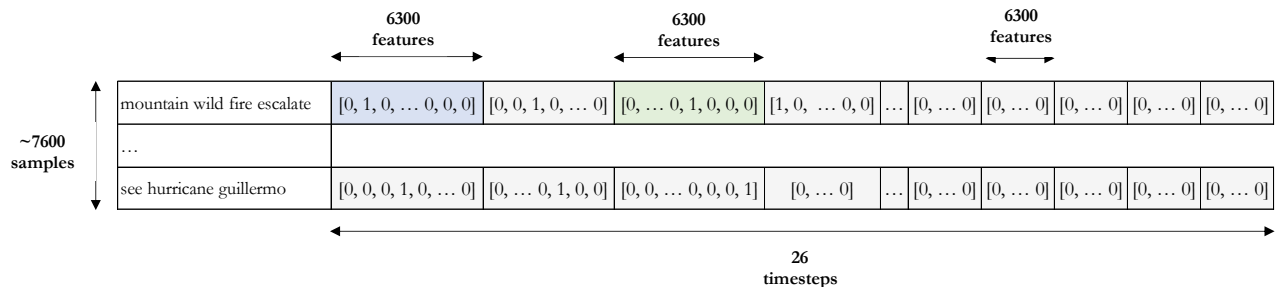 6300
features
6300
features
6300
features
mountain wild fire escalate [0, 1, 0, … 0, 0, 0] [0, 0, 1, 0, … 0] [0, … 0, 1, 0, 0, 0] [1, 0, … 0, 0] … [0, … 0] [0, … 0] [0, … 0] [0, … 0] [0, … 0]
~7600
samples
…
see hurricane guillermo [0, 0, 0, 1, 0, … 0] [0, … 0, 1, 0, 0] [0, 0, … 0, 0, 0, 1] [0, … 0] … [0, … 0] [0, … 0] [0, … 0] [0, … 0] [0, … 0]
26
timesteps